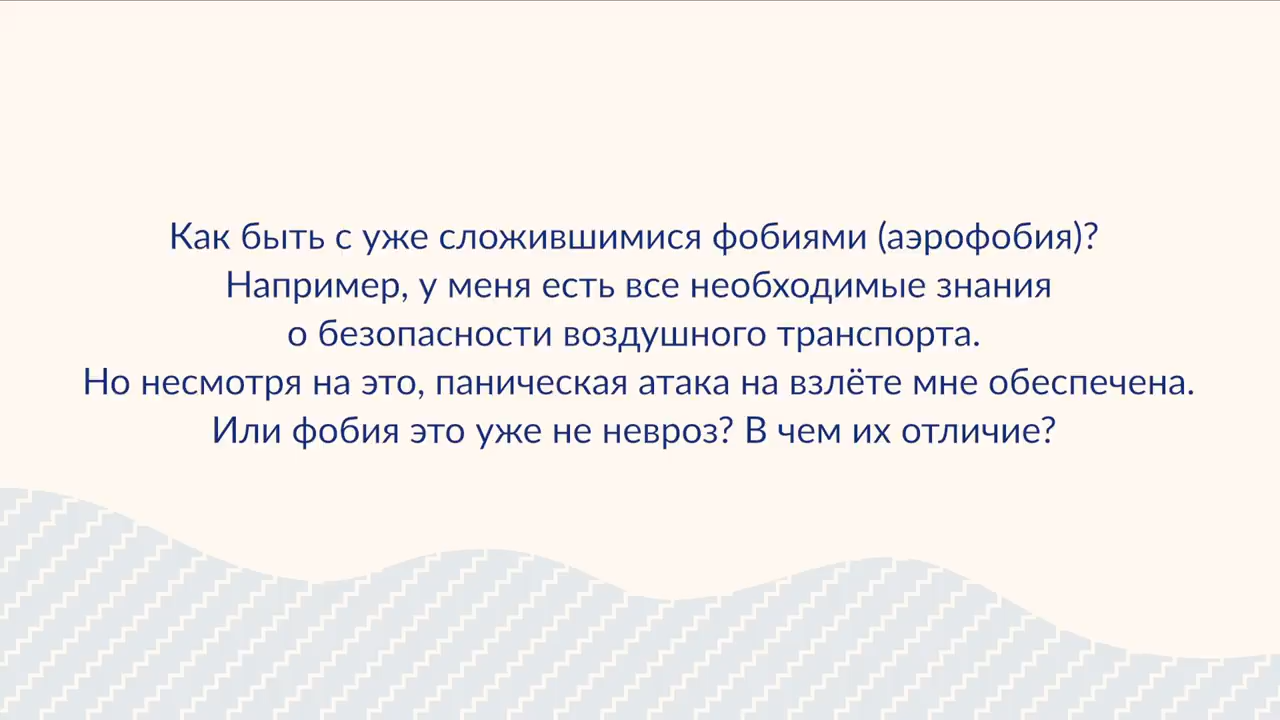 Как быть с уже сложившимися фобиями (аэрофобия)?
Например, у меня есть все необходимые знания
о безопасности воздушного транспорта.
Но несмотря на это, паническая атака на взлёте мне обеспечена.
Или фобия это уже не невроз? В чем их отличие?